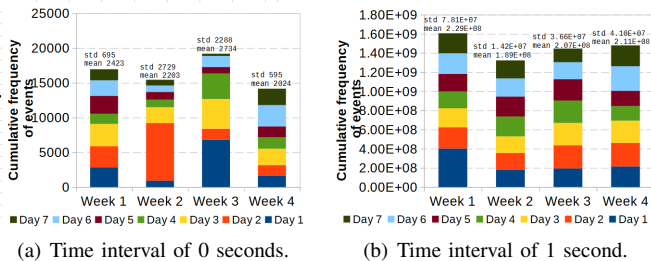 Cumulative frequency
of events
25000
20000
15000
10000
5000
0
std 695
mean 2423
std 2729
mean 2203
std 2288
mean 2734
std 595
mean 2024
Week 1 Week 2 Week 3 Week 4
Day 7 Day 6 Day 5 Day 4 Day 3 Day 2 Day 1
(a) Time interval of 0 seconds.
Cumulative frequency
of events
1.80E+09
1.60E+09
1.40E+09
1.20E+09
1.00E+09
8.00E+08
6.00E+08
4.00E+08
2.00E+08
0.00E+00
std 7.81E+07
mean 2.29E+08
std 1.42E+07
mean 1.89E+08
std 3.66E+07
mean 2.07E+08
std 4.10E+07
mean 2.11E+08
Week 1 Week 2 Week 3 Week 4
Day 7 Day 6 Day 5 Day 4 Day 3 Day 2 Day 1
(b) Time interval of 1 second.